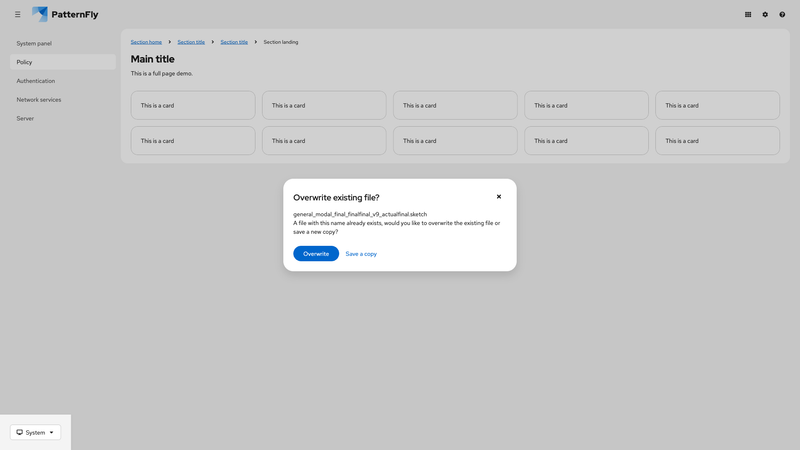 PatternFly
System panel
Policy
Authentication
Network services
Server
Section home
Section title
Section title
Section landing
Main title
This is a full page demo.
This is a card
This is a card
This is a card
This is a card
This is a card
This is a card
This is a card
This is a card
This is a card
This is a card
Overwrite existing file?
general_modal_final_finalfinal_v9_actualfinal.sketch
A file with this name already exists, would you like to overwrite the existing file or
save a new copy?
Overwrite
Save a copy
System